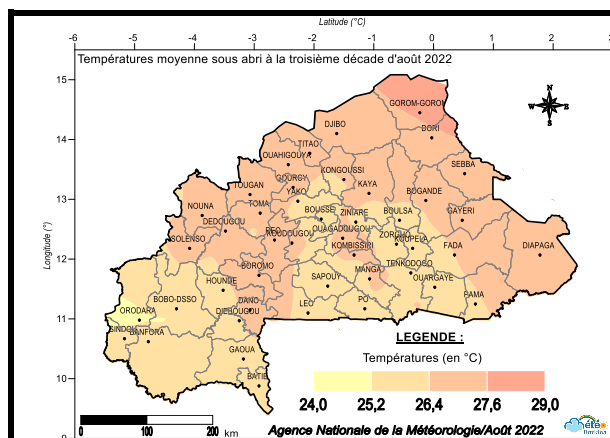 Latitude (°C)
-6 -5 -4 -3 -2 -1 0 1 2 3
Températures moyenne sous abri à la troisième décade d'août 2022
15
GOROM-GOROM
N
W E
S
DJIBO
DORI
14
TITAO
OUAHIGOUYA
KONGOUSSI
SEBBA
GOURCY
TOUGAN
KAYA
YAKO
BOGANDE
13
NOUNA
TOMA
BOUSSE
ZINIARE
BOULSA
GAYERI
DEDOUGOU
REO
OUAGADOUGOU
ZORGHO
KOUDOUGOU
KOUPELA
SOLENSO
KOMBISSIRI
FADA
DIAPAGA
12
Longitude (°)
BOROMO
TENKODOGO
MANGA
HOUNDE
SAPOUY
OUARGAYE
BOBO-DSSO
DANO
PAMA
ORODARA
DIEBOUGOU
LEO
PO
11
SINDOU
BANFORA
LEGENDE :
GAOUA
Températures (en °C)
BATIE
10
24,0 25,2 26,4 27,6 29,0
0 100 200 km
Agence Nationale de la Météorologie/Août 2022
Météo
Burkina
9